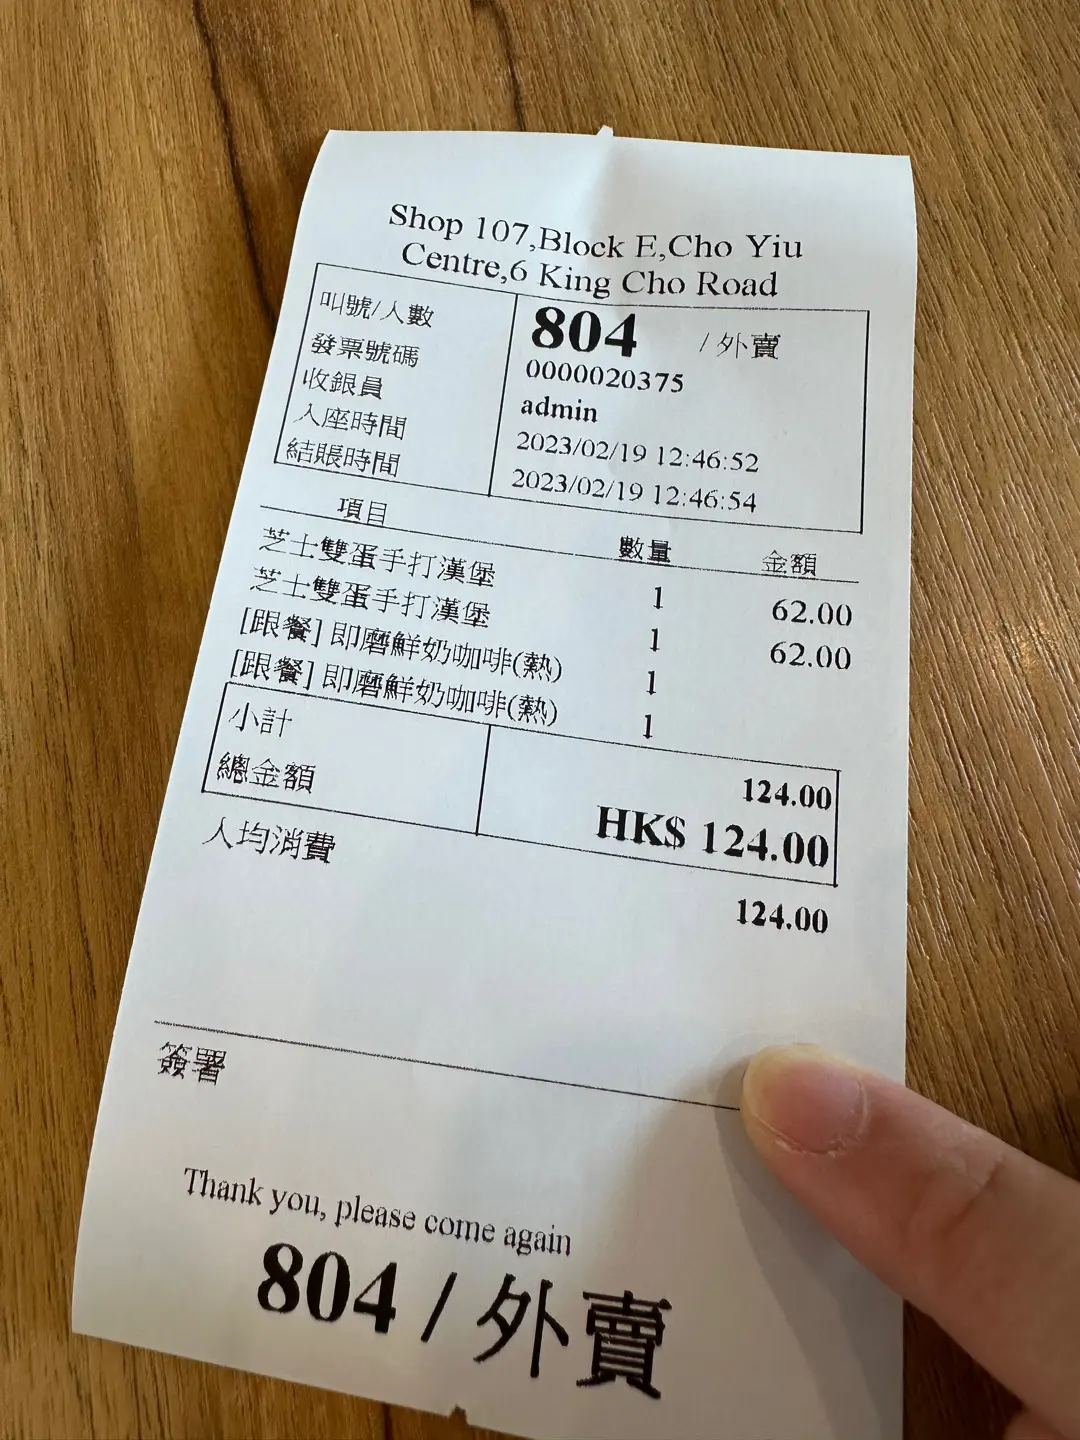 Shop 107,Block E,Cho Yiu
Centre,6 King Cho Road
叫號/人數 804 /外賣
發票號碼 0000020375
收銀員 admin
入座時間 2023/02/19 12:46:52
結賬時間 2023/02/19 12:46:54
項目 數量 金額
芝士雙蛋手打漢堡 1 62.00
芝士雙蛋手打漢堡 1 62.00
[跟餐] 即磨鮮奶咖啡(熱) 1
[跟餐] 即磨鮮奶咖啡(熱) 1
小計 124.00
總金額 HK$ 124.00
人均消費 124.00
簽署
Thank you, please come again
804 / 外賣